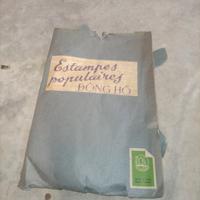 Estampes
populaires
ĐÔNG HỒ